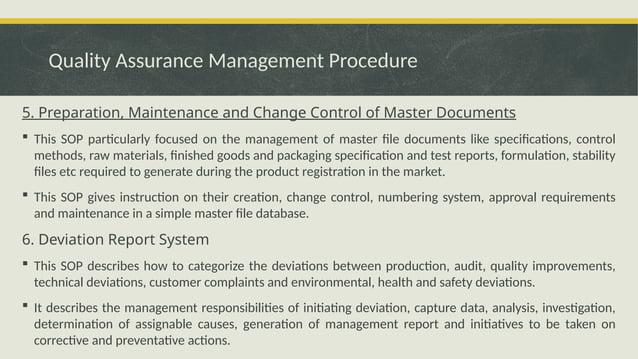 Quality Assurance Management Procedure
5. Preparation, Maintenance and Change Control of Master Documents
▪ This SOP particularly focused on the management of master file documents like specifications, control
methods, raw materials, finished goods and packaging specification and test reports, formulation, stability
files etc required to generate during the product registration in the market.
▪ This SOP gives instruction on their creation, change control, numbering system, approval requirements
and maintenance in a simple master file database.
6. Deviation Report System
▪ This SOP describes how to categorize the deviations between production, audit, quality improvements,
technical deviations, customer complaints and environmental, health and safety deviations.
▪ It describes the management responsibilities of initiating deviation, capture data, analysis, investigation,
determination of assignable causes, generation of management report and initiatives to be taken on
corrective and preventative actions.